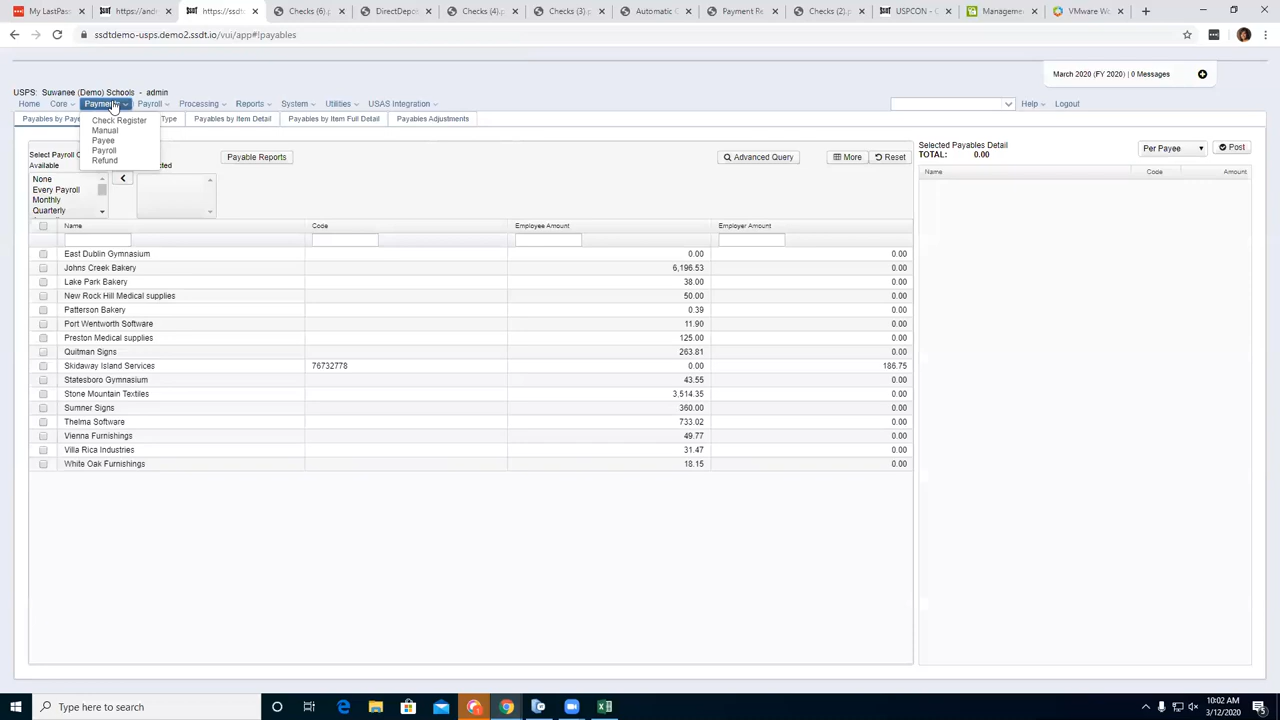 My LastPass
https://andove
https://ssdt-u
Checks (6).p
DirectDepos
Checks (4).p
Checks (3).p
Automatic C
Payment Re
Checks (2).p
USPCON - C
Managemen
VMware Wo
ssdtdemo-usps.demo2.ssdt.io/vui/app#!payables
March 2020 (FY 2020) | 0 Messages
USPS: Suwanee (Demo) Schools - admin
Home Core Payments Payroll Processing Reports System Utilities USAS Integration Help Logout
Payables by Paye Type Payables by Item Detail Payables by Item Full Detail Payables Adjustments
Check Register
Manual
Payee
Payroll
Refund
Select Payroll C
Available
None
Every Payroll
Monthly
Quarterly
Payable Reports
Advanced Query
More
Reset
Selected Payables Detail
TOTAL: 0.00
Per Payee
Post
Name Code Amount
Name Code Employee Amount Employer Amount
East Dublin Gymnasium 0.00 0.00
Johns Creek Bakery 6,196.53 0.00
Lake Park Bakery 38.00 0.00
New Rock Hill Medical supplies 50.00 0.00
Patterson Bakery 0.39 0.00
Port Wentworth Software 11.90 0.00
Preston Medical supplies 125.00 0.00
Quitman Signs 263.81 0.00
Skidaway Island Services 76732778 0.00 186.75
Statesboro Gymnasium 43.55 0.00
Stone Mountain Textiles 3,514.35 0.00
Sumner Signs 360.00 0.00
Thelma Software 733.02 0.00
Vienna Furnishings 49.77 0.00
Villa Rica Industries 31.47 0.00
White Oak Furnishings 18.15 0.00
Type here to search
10:02 AM
3/12/2020